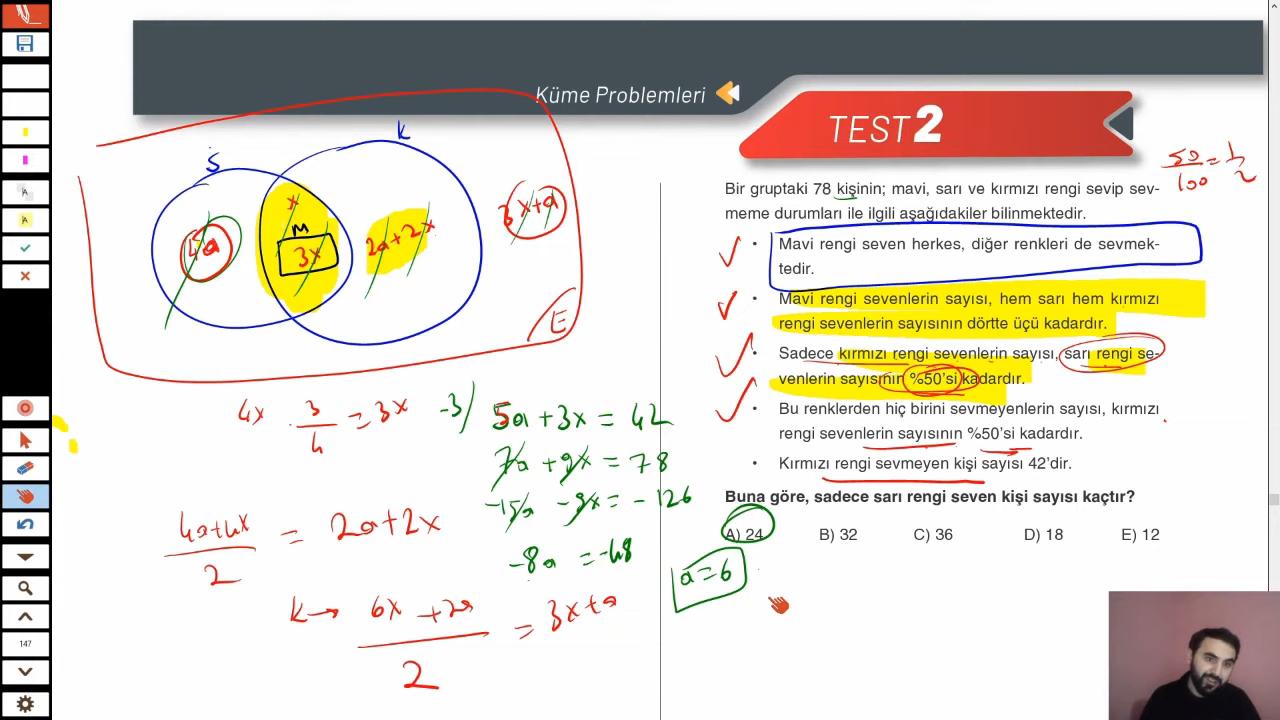 Küme Problemleri
TEST 2
Bir gruptaki 78 kişinin; mavi, sarı ve kırmızı rengi sevip sev-
meme durumları ile ilgili aşağıdakiler bilinmektedir.
• Mavi rengi seven herkes, diğer renkleri de sevmek-
tedir.
• Mavi rengi sevenlerin sayısı, hem sarı hem kırmızı
rengi sevenlerin sayısının dörtte üçü kadardır.
• Sadece kırmızı rengi sevenlerin sayısı, sarı rengi se-
venlerin sayısının %50'si kadardır.
• Bu renklerden hiç birini sevmeyenlerin sayısı, kırmızı
rengi sevenlerin sayısının %50'si kadardır.
• Kırmızı rengi sevmeyen kişi sayısı 42'dir.
Buna göre, sadece sarı rengi seven kişi sayısı kaçtır?
A) 24 B) 32 C) 36 D) 18 E) 12
50/100 = 1/2
S
K
4a
x
M
3x
2a+2x
3x+a
E
4x · 3/4 = 3x
-3/ 5a + 3x = 42
7a + 9x = 78
-15a - 9x = -126
-8a = -48
a = 6
4a+4x/2 = 2a+2x
K→ 6x+2a/2 = 3x+a
A
A
147